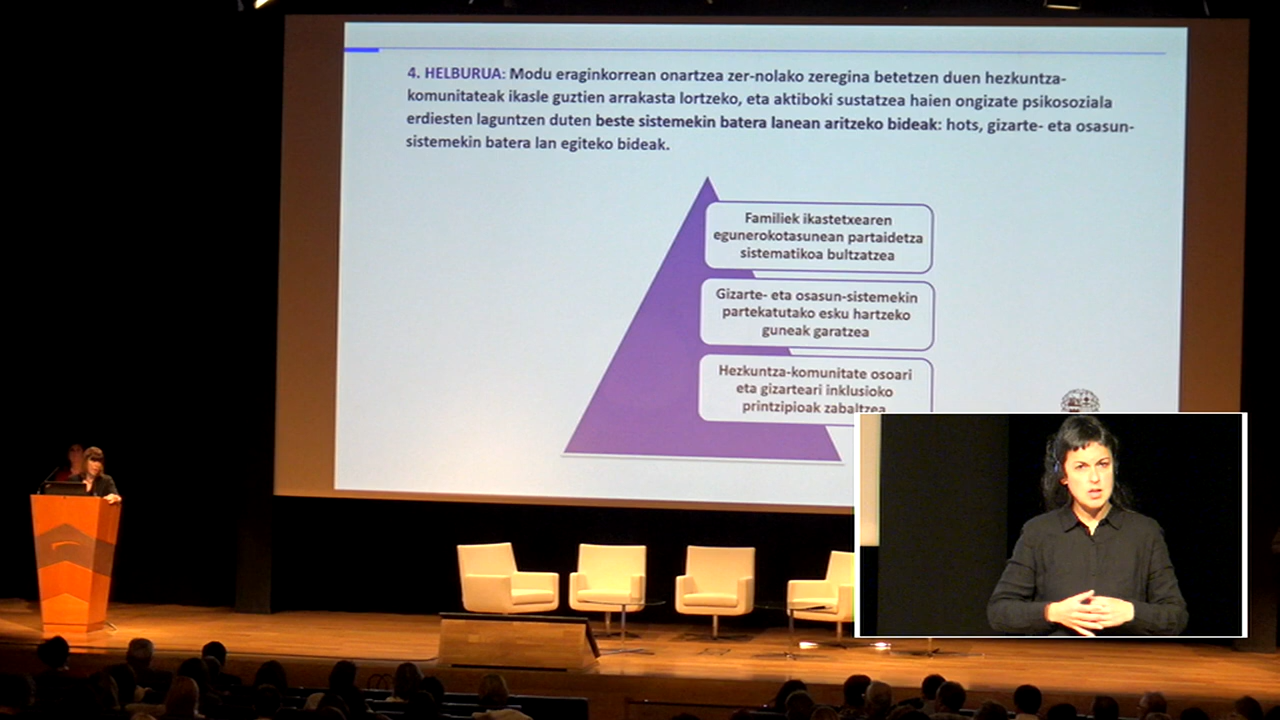 4. HELBURUA: Modu eraginkorrean onartzea zer-nolako zeregina betetzen duen hezkuntza-
komunitateak ikasle guztien arrakasta lortzeko, eta aktiboki sustatzea haien ongizate psikosoziala
erdiesten laguntzen duten beste sistemekin batera lanean aritzeko bideak: hots, gizarte- eta osasun-
sistemekin batera lan egiteko bideak.
Familiek ikastetxearen
egunerokotasunean partaidetza
sistematikoa bultzatzea
Gizarte- eta osasun-sistemekin
partekatutako esku hartzeko
guneak garatzea
Hezkuntza-komunitate osoari
eta gizarteari inklusioko
printzipioak zabaltzea